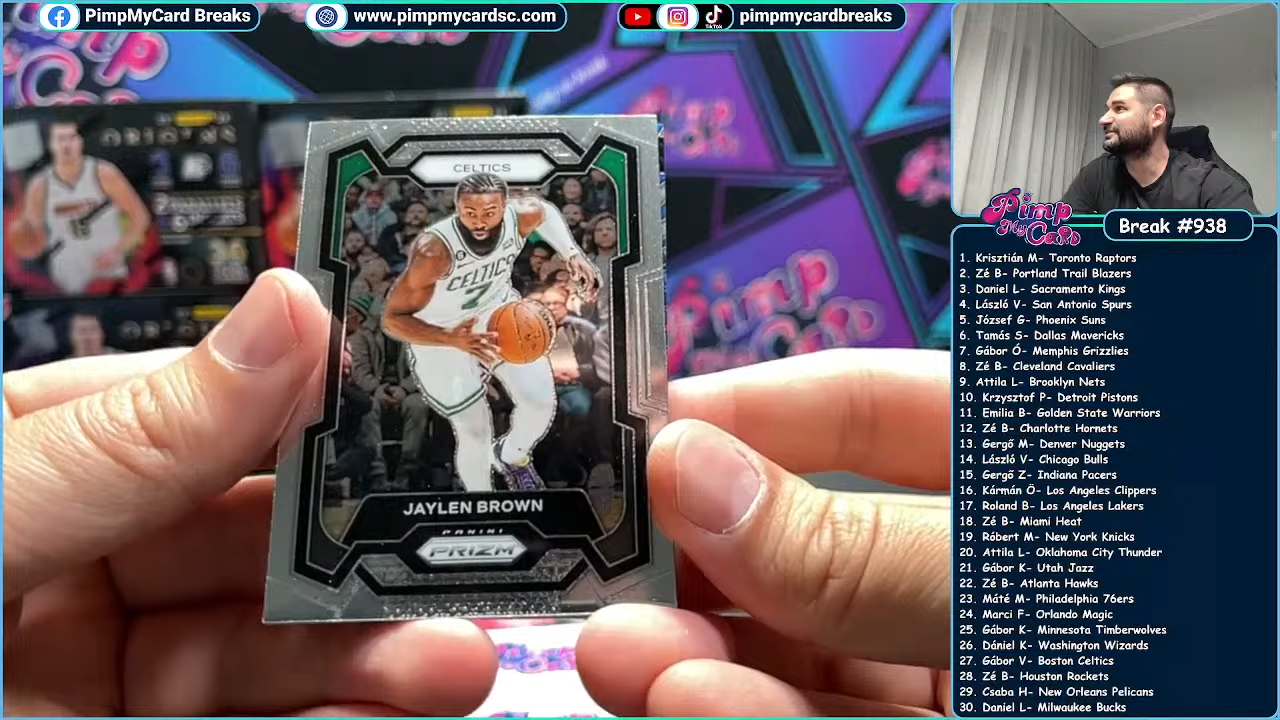 PimpMyCard Breaks
www.pimpmycardsc.com
TikTok
pimpmycardbreaks
ORIGINS
CELTICS
CELTICS
7
JAYLEN BROWN
PANINI
PRIZM
Pimp
My
Card
Break #938
1. Krisztián M- Toronto Raptors
2. Zé B- Portland Trail Blazers
3. Daniel L- Sacramento Kings
4. László V- San Antonio Spurs
5. József G- Phoenix Suns
6. Tamás S- Dallas Mavericks
7. Gábor Ó- Memphis Grizzlies
8. Zé B- Cleveland Cavaliers
9. Attila L- Brooklyn Nets
10. Krzysztof P- Detroit Pistons
11. Emilia B- Golden State Warriors
12. Zé B- Charlotte Hornets
13. Gergő M- Denver Nuggets
14. László V- Chicago Bulls
15. Gergő Z- Indiana Pacers
16. Kármán Ö- Los Angeles Clippers
17. Roland B- Los Angeles Lakers
18. Zé B- Miami Heat
19. Róbert M- New York Knicks
20. Attila L- Oklahoma City Thunder
21. Gábor K- Utah Jazz
22. Zé B- Atlanta Hawks
23. Máté M- Philadelphia 76ers
24. Marci F- Orlando Magic
25. Gábor K- Minnesota Timberwolves
26. Dániel K- Washington Wizards
27. Gábor V- Boston Celtics
28. Zé B- Houston Rockets
29. Csaba H- New Orleans Pelicans
30. Daniel L- Milwaukee Bucks